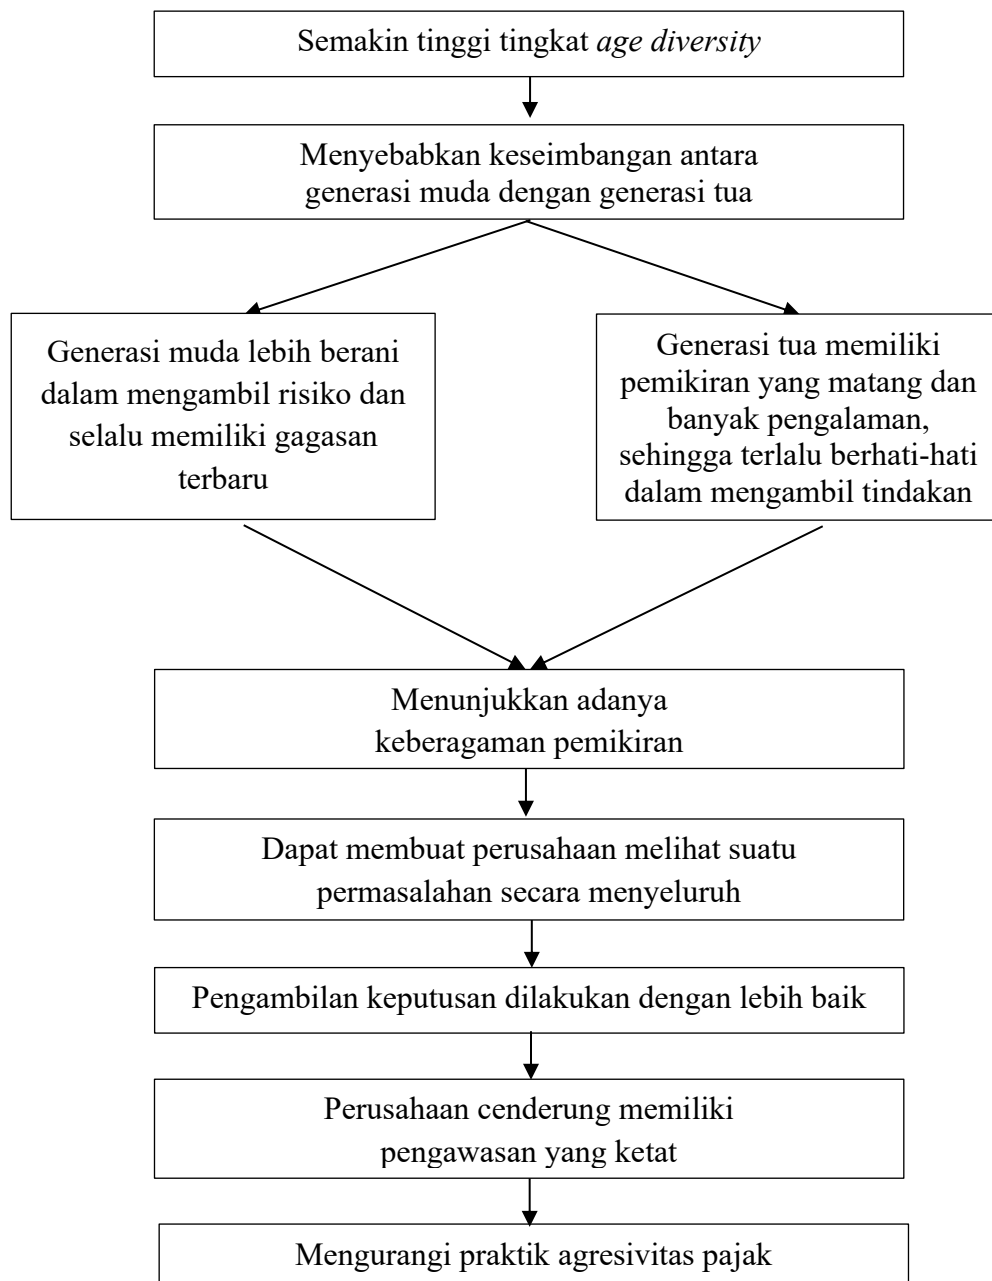 Semakin tinggi tingkat age diversity
Menyebabkan keseimbangan antara
generasi muda dengan generasi tua
Generasi muda lebih berani
dalam mengambil risiko dan
selalu memiliki gagasan
terbaru
Generasi tua memiliki
pemikiran yang matang dan
banyak pengalaman,
sehingga terlalu berhati-hati
dalam mengambil tindakan
Menunjukkan adanya
keberagaman pemikiran
Dapat membuat perusahaan melihat suatu
permasalahan secara menyeluruh
Pengambilan keputusan dilakukan dengan lebih baik
Perusahaan cenderung memiliki
pengawasan yang ketat
Mengurangi praktik agresivitas pajak